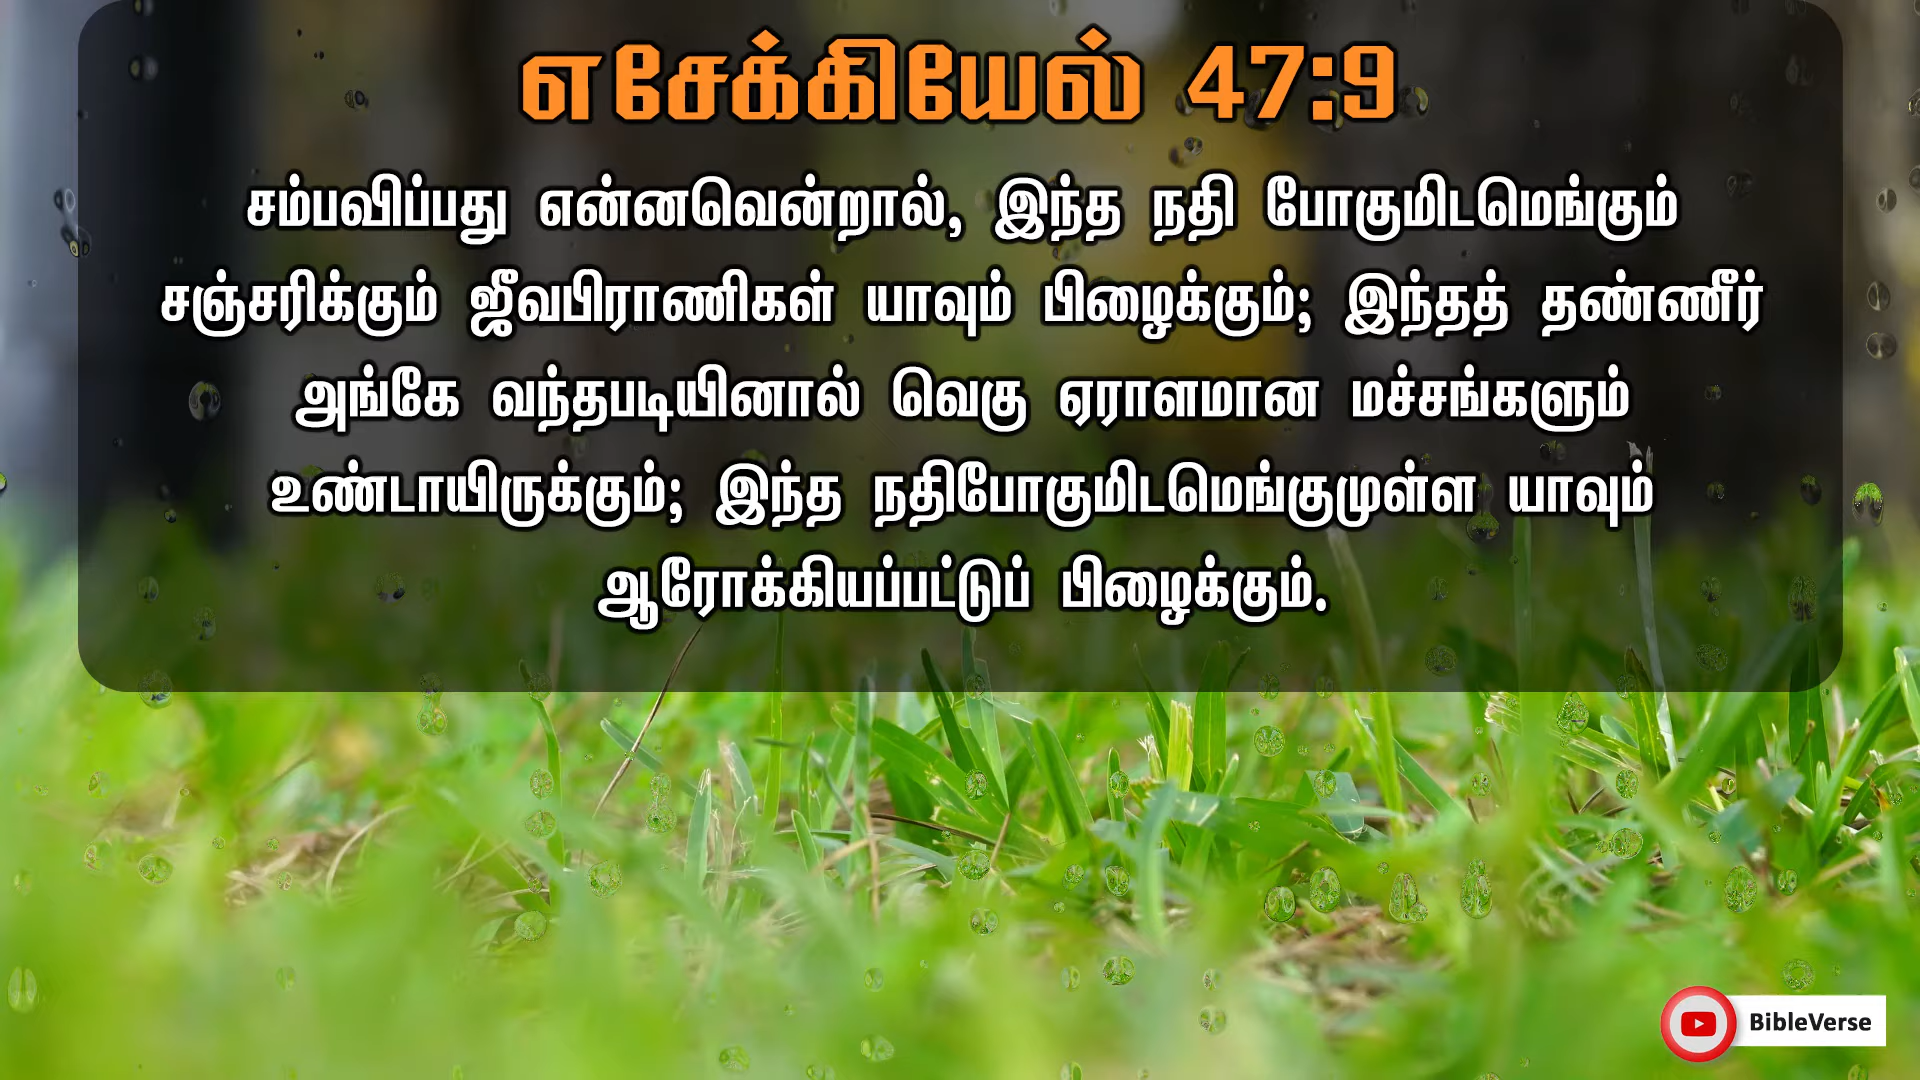 எசேக்கியேல் 47:9
சம்பவிப்பது என்னவென்றால், இந்த நதி போகுமிடமெங்கும்
சஞ்சரிக்கும் ஜீவபிராணிகள் யாவும் பிழைக்கும்; இந்தத் தண்ணீர்
அங்கே வந்தபடியினால் வெகு ஏராளமான மச்சங்களும்
உண்டாயிருக்கும்; இந்த நதிபோகுமிடமெங்குமுள்ள யாவும்
ஆரோக்கியப்பட்டுப் பிழைக்கும்.
BibleVerse